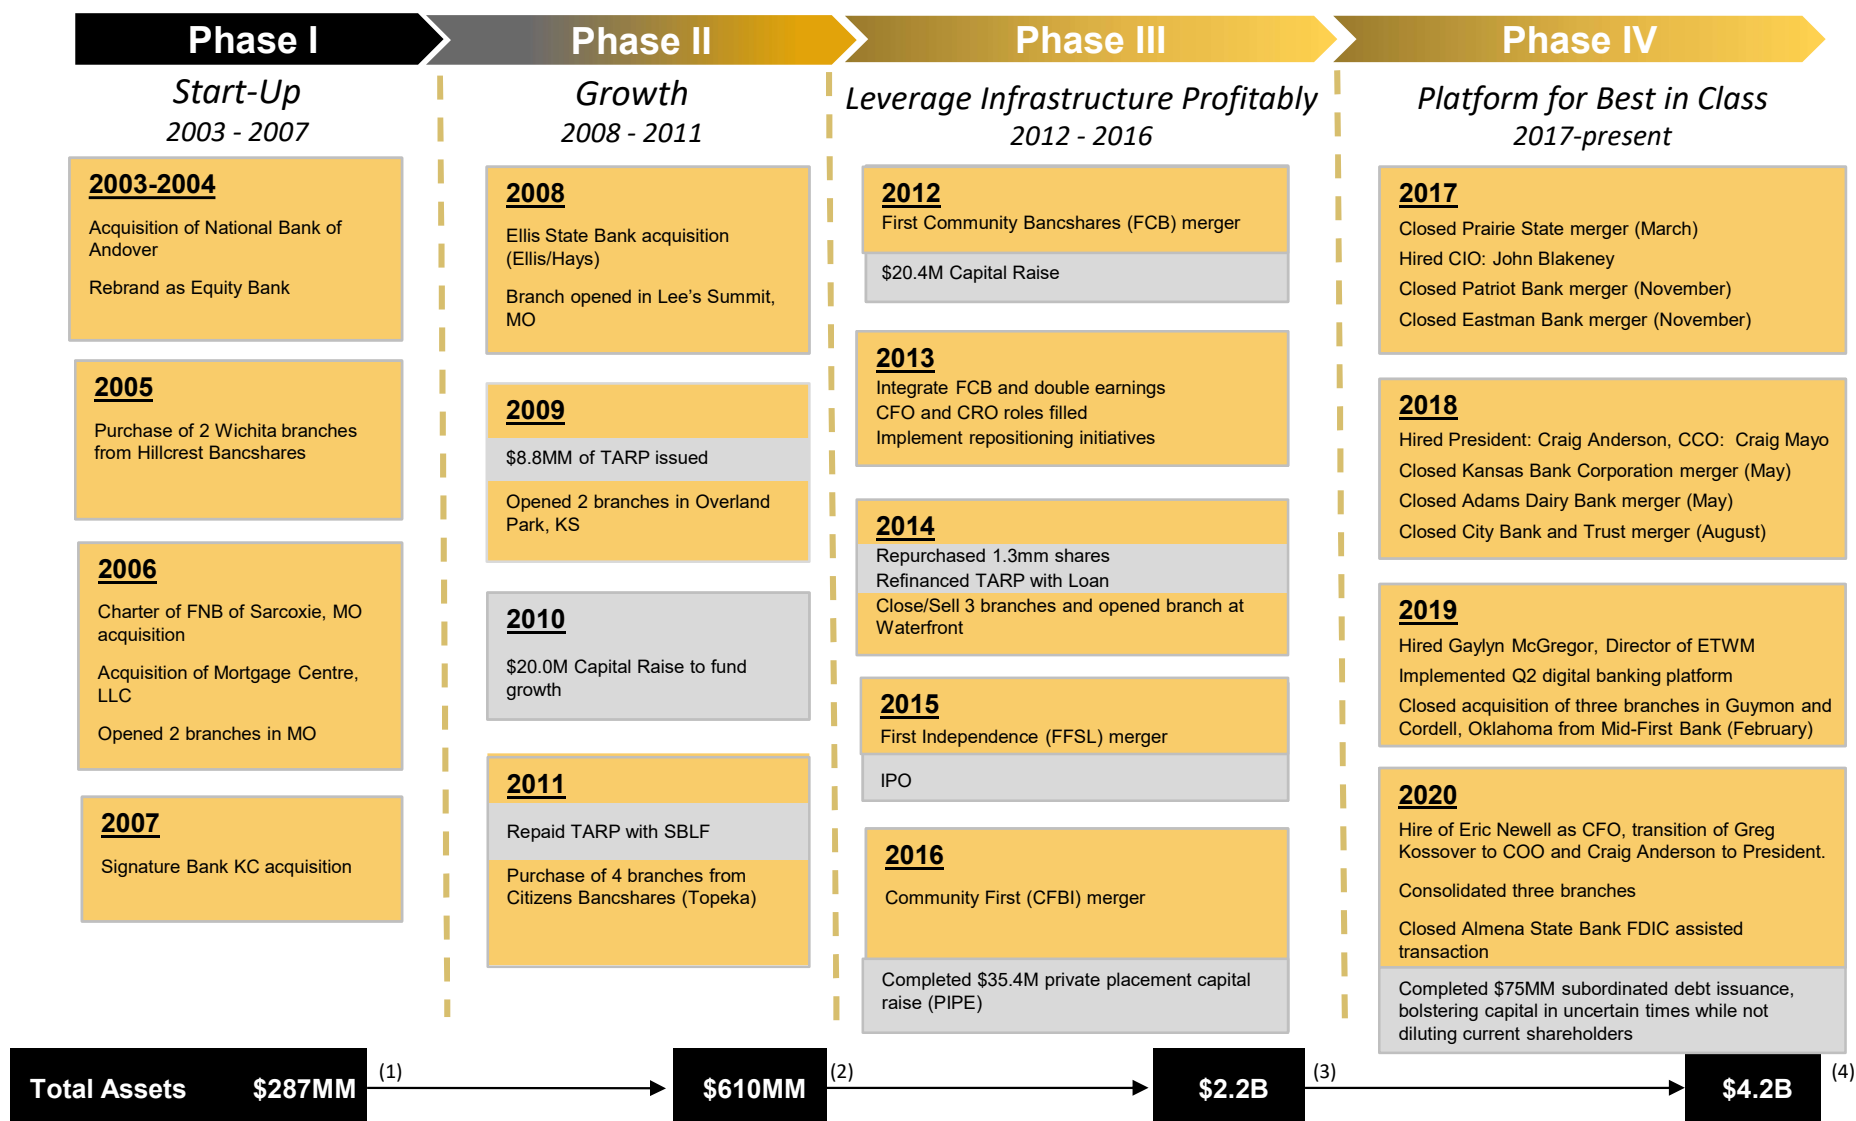 Phase I
Phase II
Phase III
Phase IV
Start-Up
2003 - 2007
2003-2004
Acquisition of National Bank of
Andover
Rebrand as Equity Bank
2005
Purchase of 2 Wichita branches
from Hillcrest Bancshares
2006
Charter of FNB of Sarcoxie, MO
acquisition
Acquisition of Mortgage Centre,
LLC
Opened 2 branches in MO
2007
Signature Bank KC acquisition
Growth
2008 - 2011
2008
Ellis State Bank acquisition
(Ellis/Hays)
Branch opened in Lee’s Summit,
MO
2009
$8.8MM of TARP issued
Opened 2 branches in Overland
Park, KS
2010
$20.0M Capital Raise to fund
growth
2011
Repaid TARP with SBLF
Purchase of 4 branches from
Citizens Bancshares (Topeka)
Leverage Infrastructure Profitably
2012 - 2016
2012
First Community Bancshares (FCB) merger
$20.4M Capital Raise
2013
Integrate FCB and double earnings
CFO and CRO roles filled
Implement repositioning initiatives
2014
Repurchased 1.3mm shares
Refinanced TARP with Loan
Close/Sell 3 branches and opened branch at
Waterfront
2015
First Independence (FFSL) merger
IPO
2016
Community First (CFBI) merger
Completed $35.4M private placement capital
raise (PIPE)
Platform for Best in Class
2017-present
2017
Closed Prairie State merger (March)
Hired CIO: John Blakeney
Closed Patriot Bank merger (November)
Closed Eastman Bank merger (November)
2018
Hired President: Craig Anderson, CCO: Craig Mayo
Closed Kansas Bank Corporation merger (May)
Closed Adams Dairy Bank merger (May)
Closed City Bank and Trust merger (August)
2019
Hired Gaylyn McGregor, Director of ETWM
Implemented Q2 digital banking platform
Closed acquisition of three branches in Guymon and
Cordell, Oklahoma from Mid-First Bank (February)
2020
Hire of Eric Newell as CFO, transition of Greg
Kossover to COO and Craig Anderson to President.
Consolidated three branches
Closed Almena State Bank FDIC assisted
transaction
Completed $75MM subordinated debt issuance,
bolstering capital in uncertain times while not
diluting current shareholders
Total Assets $287MM (1) $610MM (2) $2.2B (3) $4.2B (4)